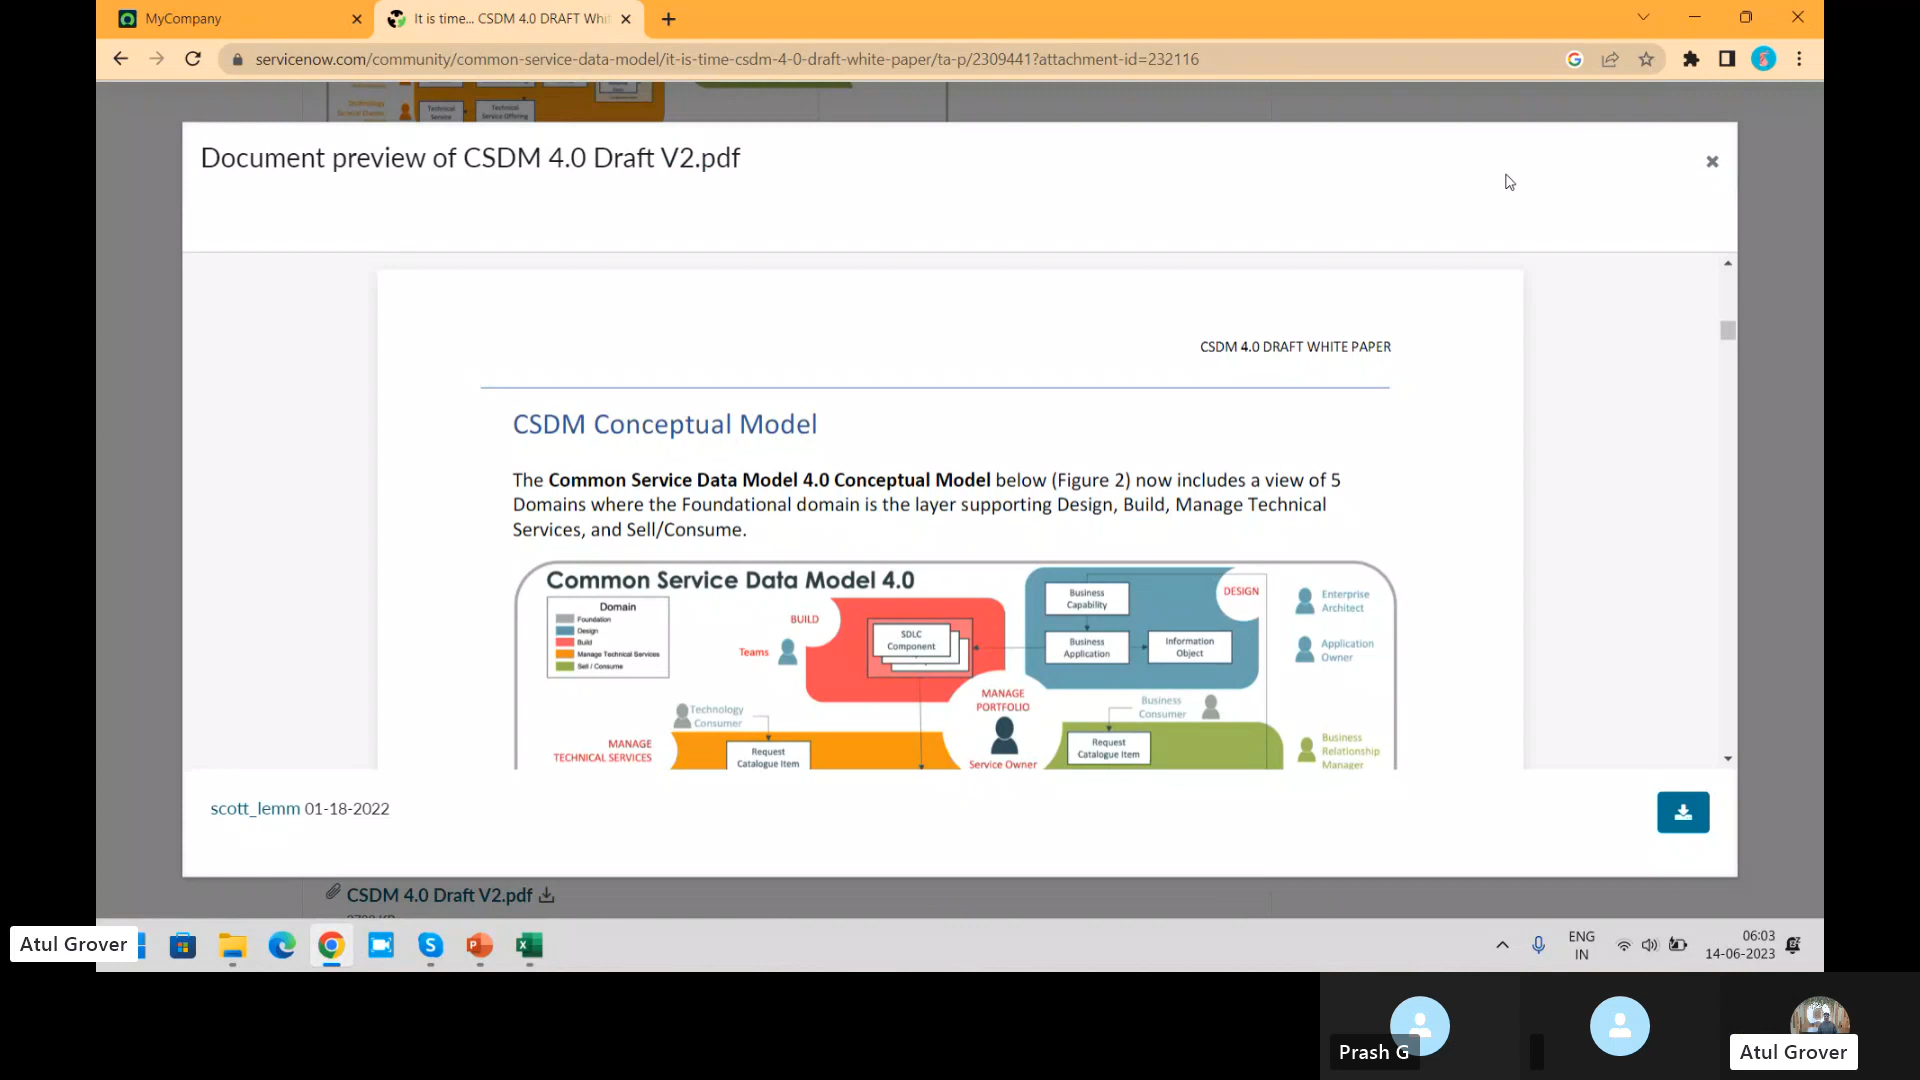 MyCompany
It is time... CSDM 4.0 DRAFT Whi
servicenow.com/community/common-service-data-model/it-is-time-csdm-4-0-draft-white-paper/ta-p/2309441?attachment-id=232116
Technical
Service
Technical
Service Offering
Document preview of CSDM 4.0 Draft V2.pdf
CSDM 4.0 DRAFT WHITE PAPER
CSDM Conceptual Model
The Common Service Data Model 4.0 Conceptual Model below (Figure 2) now includes a view of 5
Domains where the Foundational domain is the layer supporting Design, Build, Manage Technical
Services, and Sell/Consume.
Common Service Data Model 4.0
Domain
Foundation
Design
Build
Manage Technical Services
Sell / Consume
BUILD
Teams
SDLC
Component
Business
Capability
Business
Application
Information
Object
DESIGN
Enterprise
Architect
Application
Owner
Technology
Consumer
MANAGE
PORTFOLIO
Service Owner
Business
Consumer
MANAGE
TECHNICAL SERVICES
Request
Catalogue Item
Request
Catalogue Item
Business
Relationship
Manager
scott_lemm 01-18-2022
CSDM 4.0 Draft V2.pdf
Atul Grover
ENG
IN
06:03
14-06-2023
Prash G
Atul Grover